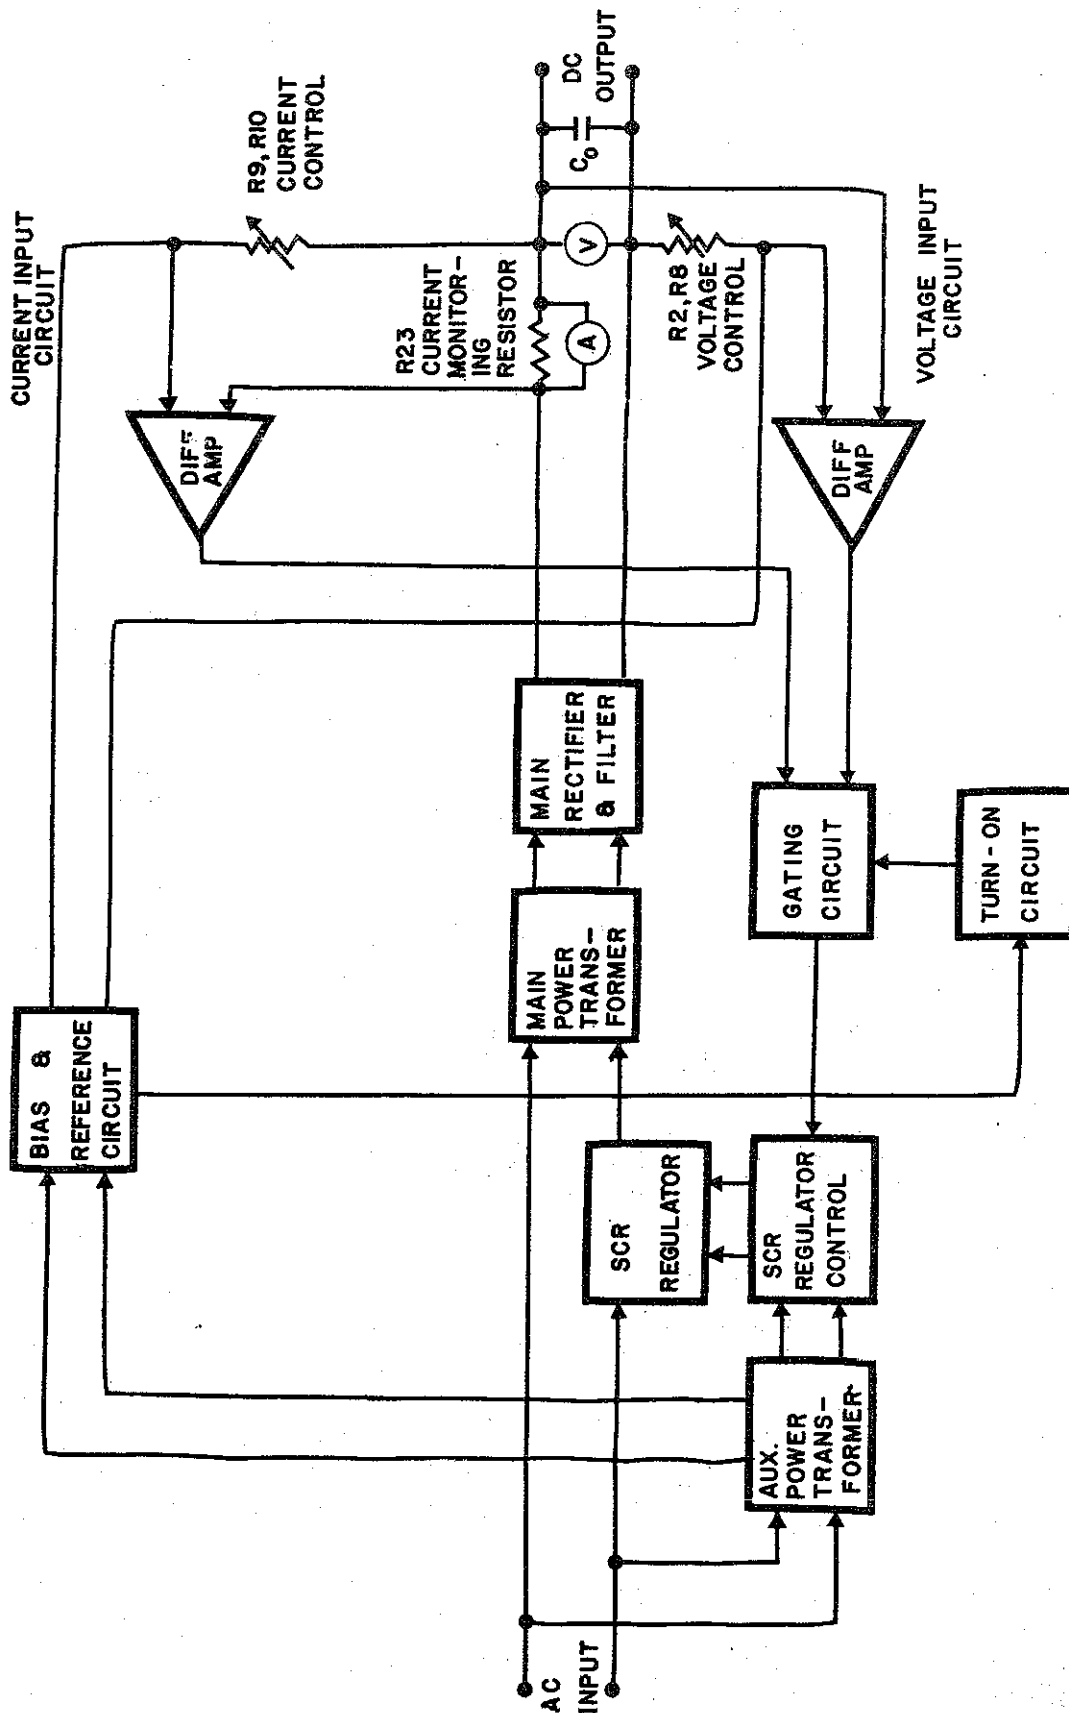 CURRENT INPUT
CIRCUIT
R9, R10
CURRENT
CONTROL
DIFF
AMP
R23
CURRENT
MONITOR-
ING
RESISTOR
A
V
C₀
DC
OUTPUT
R2, R8
VOLTAGE
CONTROL
VOLTAGE INPUT
CIRCUIT
DIFF
AMP
BIAS &
REFERENCE
CIRCUIT
MAIN
RECTIFIER
& FILTER
MAIN
POWER
TRANS-
FORMER
GATING
CIRCUIT
TURN-ON
CIRCUIT
SCR
REGULATOR
SCR
REGULATOR
CONTROL
AUX.
POWER
TRANS-
FORMER
AC
INPUT